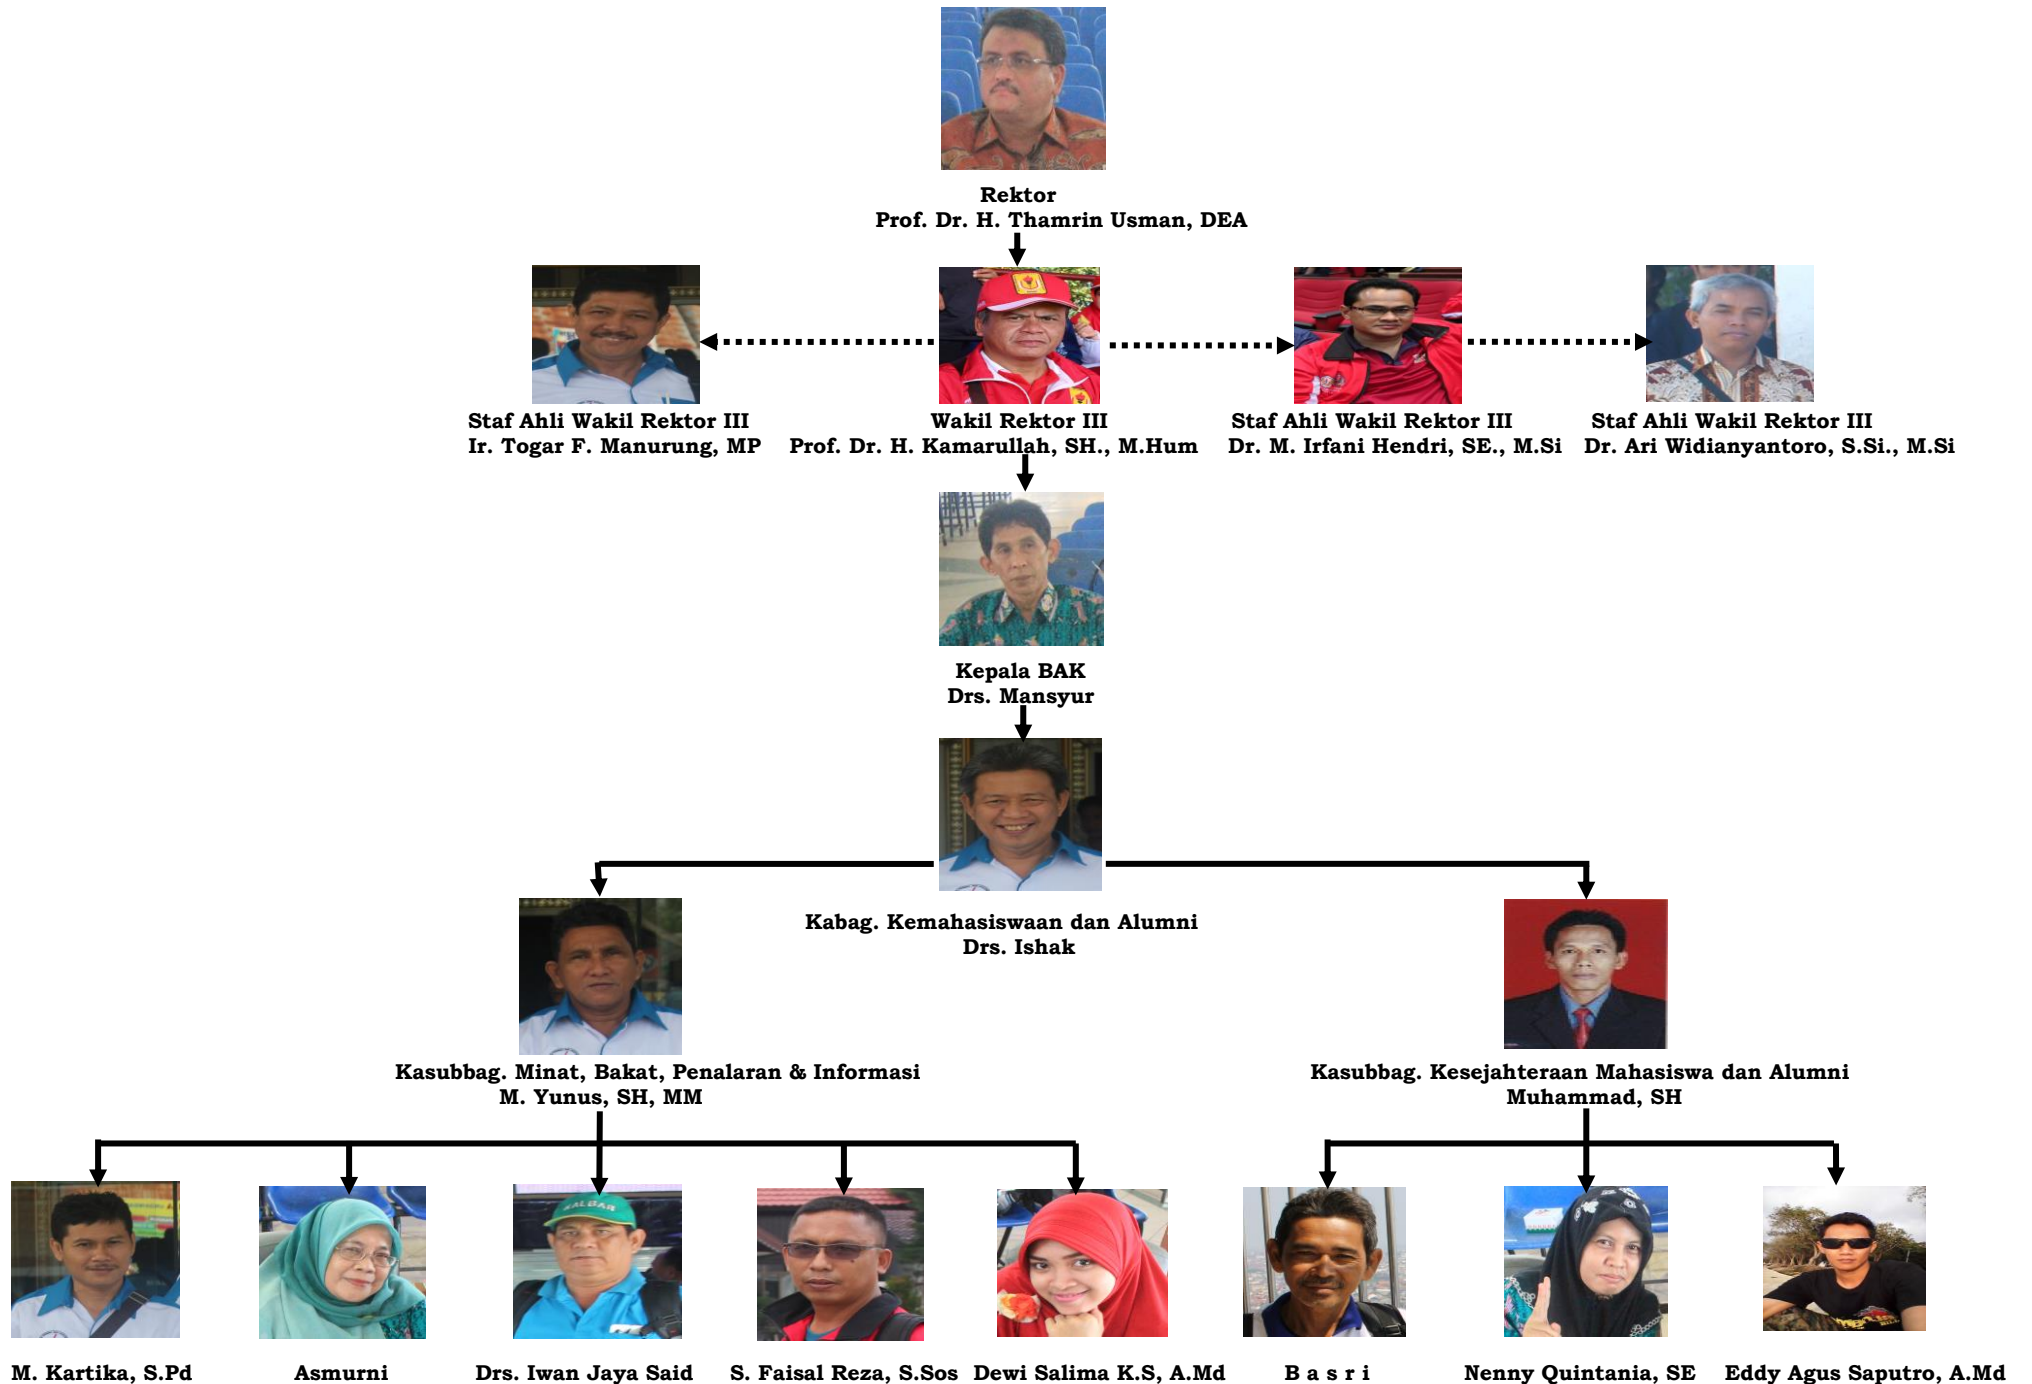 Rektor
Prof. Dr. H. Thamrin Usman, DEA
Staf Ahli Wakil Rektor III
Ir. Togar F. Manurung, MP
Wakil Rektor III
Prof. Dr. H. Kamarullah, SH., M.Hum
Staf Ahli Wakil Rektor III
Dr. M. Irfani Hendri, SE., M.Si
Staf Ahli Wakil Rektor III
Dr. Ari Widianyantoro, S.Si., M.Si
Kepala BAK
Drs. Mansyur
Kabag. Kemahasiswaan dan Alumni
Drs. Ishak
Kasubbag. Minat, Bakat, Penalaran & Informasi
M. Yunus, SH, MM
Kasubbag. Kesejahteraan Mahasiswa dan Alumni
Muhammad, SH
KALBAR
M. Kartika, S.Pd
Asmurni
Drs. Iwan Jaya Said
S. Faisal Reza, S.Sos
Dewi Salima K.S, A.Md
B a s r i
Nenny Quintania, SE
Eddy Agus Saputro, A.Md